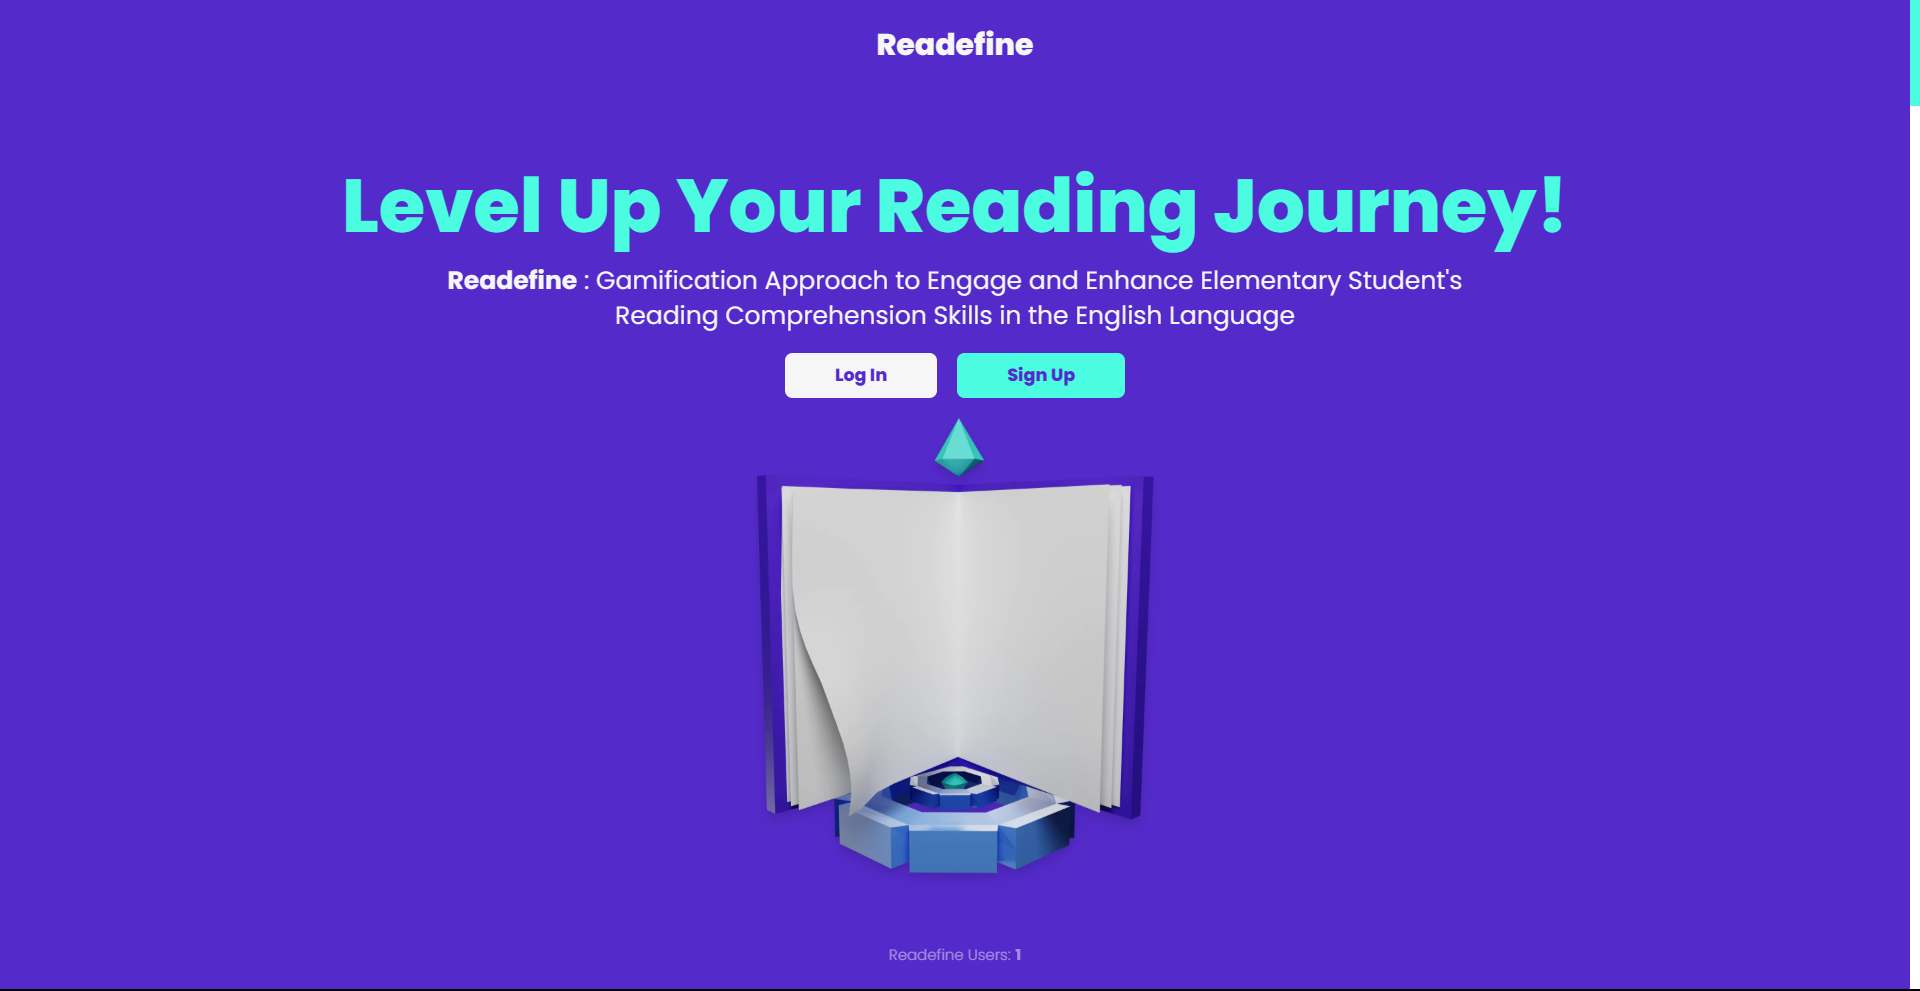 Readefine
Level Up Your Reading Journey!
Readefine : Gamification Approach to Engage and Enhance Elementary Student's
Reading Comprehension Skills in the English Language
Log In
Sign Up
Readefine Users: 1